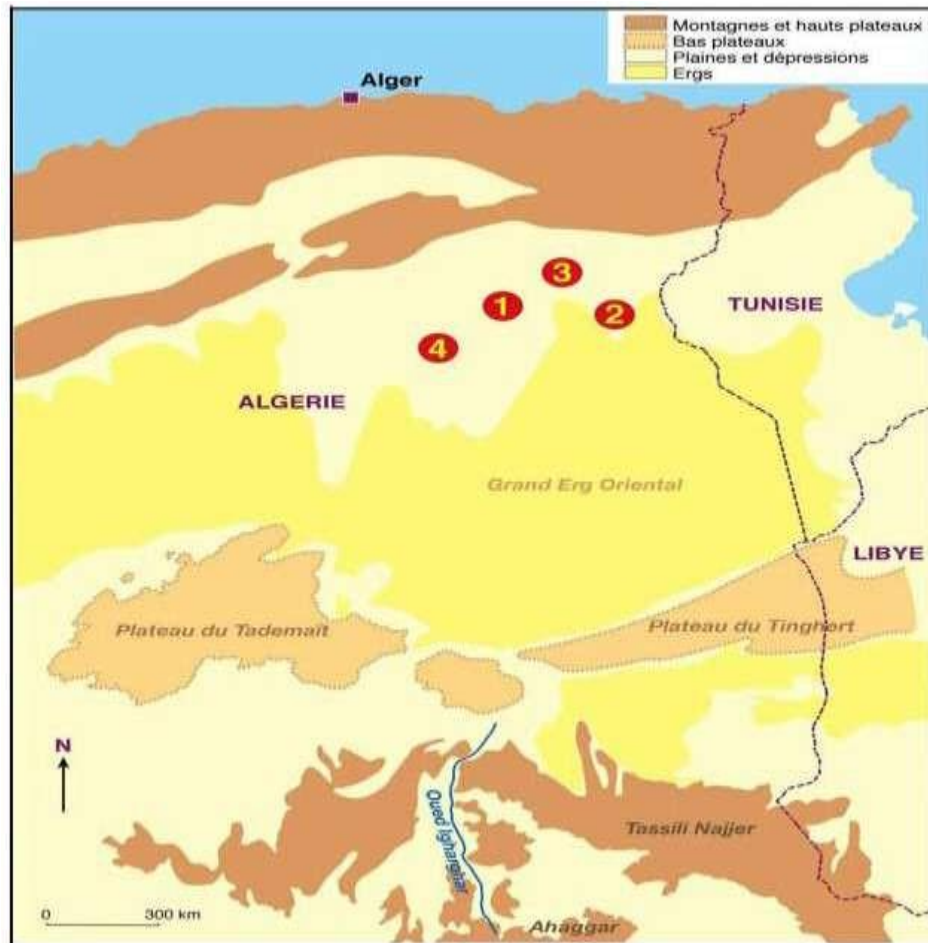 Montagnes et hauts plateaux
Bas plateaux
Plaines et dépressions
Ergs
Alger
3
1
2
TUNISIE
4
ALGERIE
Grand Erg Oriental
LIBYE
Plateau du Tademaït
Plateau du Tinghert
N
Oued Igharghar
Tassili Najjer
0 300 km
Ahaggar